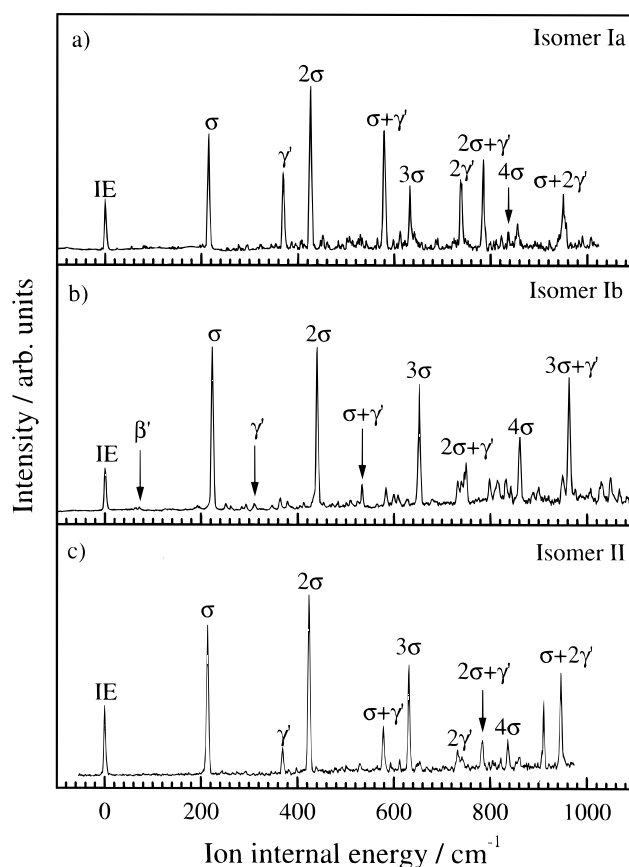 a)
Isomer Ia
IE
σ
γ'
2σ
σ+γ'
3σ
2γ'
2σ+γ'
4σ
σ+2γ'
b)
Isomer Ib
IE
β'
σ
γ'
2σ
σ+γ'
3σ
2σ+γ'
4σ
3σ+γ'
c)
Isomer II
IE
σ
γ'
2σ
σ+γ'
3σ
2γ'
2σ+γ'
4σ
σ+2γ'
Intensity / arb. units
0 200 400 600 800 1000
Ion internal energy / cm⁻¹